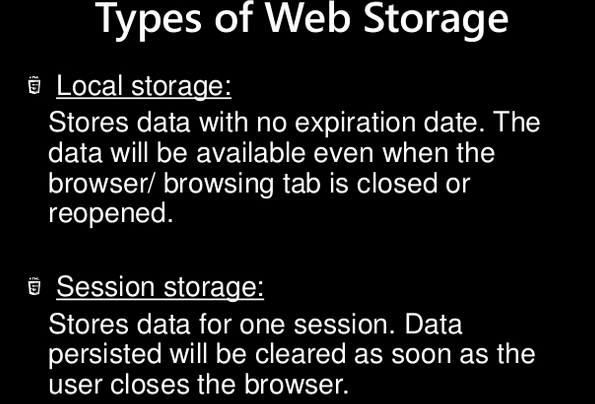 Types of Web Storage
Local storage:
Stores data with no expiration date. The
data will be available even when the
browser/ browsing tab is closed or
reopened.
Session storage:
Stores data for one session. Data
persisted will be cleared as soon as the
user closes the browser.